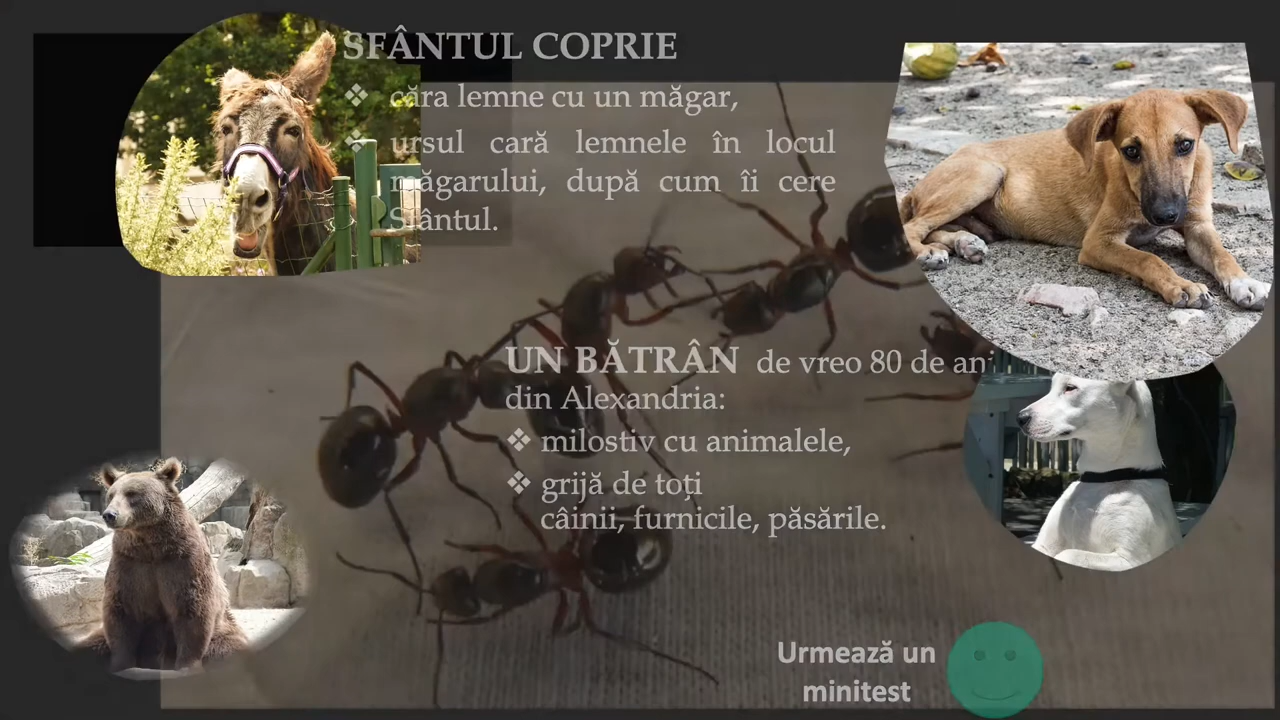 SFÂNTUL COPRIE
❖ căra lemne cu un măgar,
❖ ursul cară lemnele în locul
măgarului, după cum îi cere
Sfântul.
UN BĂTRÂN de vreo 80 de ani
din Alexandria:
❖ milostiv cu animalele,
❖ grijă de toți
câinii, furnicile, păsările.
Urmează un
minitest